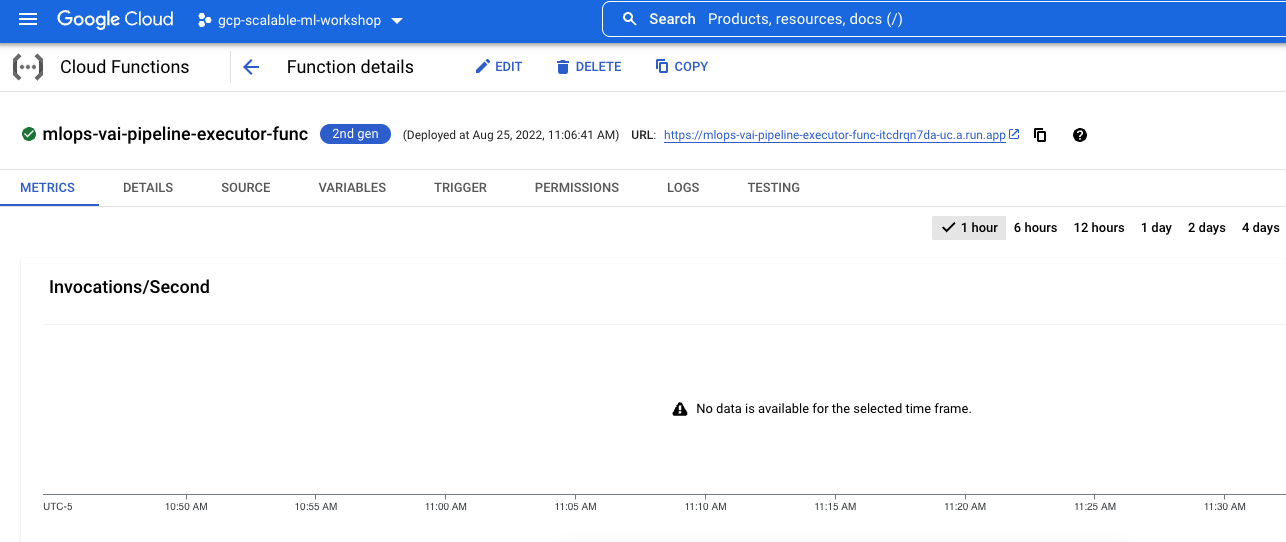 Google Cloud gcp-scalable-ml-workshop Search Products, resources, docs (/)
Cloud Functions Function details EDIT DELETE COPY
mlops-vai-pipeline-executor-func 2nd gen (Deployed at Aug 25, 2022, 11:06:41 AM) URL: https://mlops-vai-pipeline-executor-func-itcdrqn7da-uc.a.run.app
METRICS DETAILS SOURCE VARIABLES TRIGGER PERMISSIONS LOGS TESTING
1 hour 6 hours 12 hours 1 day 2 days 4 days
Invocations/Second
No data is available for the selected time frame.
UTC-5 10:50 AM 10:55 AM 11:00 AM 11:05 AM 11:10 AM 11:15 AM 11:20 AM 11:25 AM 11:30 AM